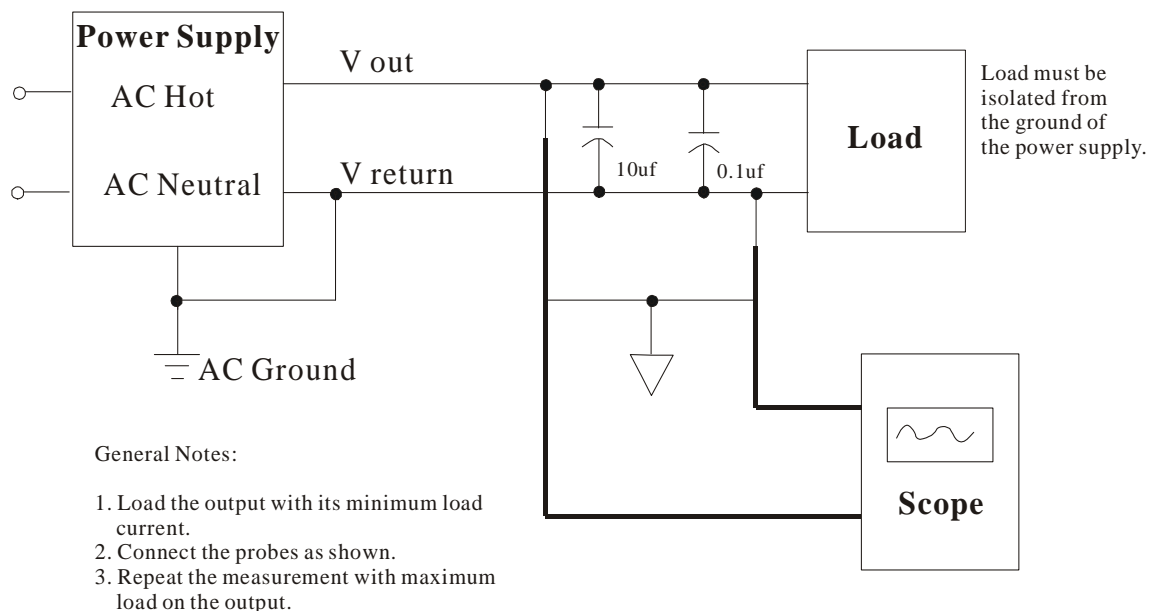 Power Supply
V out
AC Hot
Load must be
isolated from
the ground of
the power supply.
Load
10uf
0.1uf
AC Neutral
V return
AC Ground
General Notes:
1. Load the output with its minimum load
current.
2. Connect the probes as shown.
3. Repeat the measurement with maximum
load on the output.
Scope